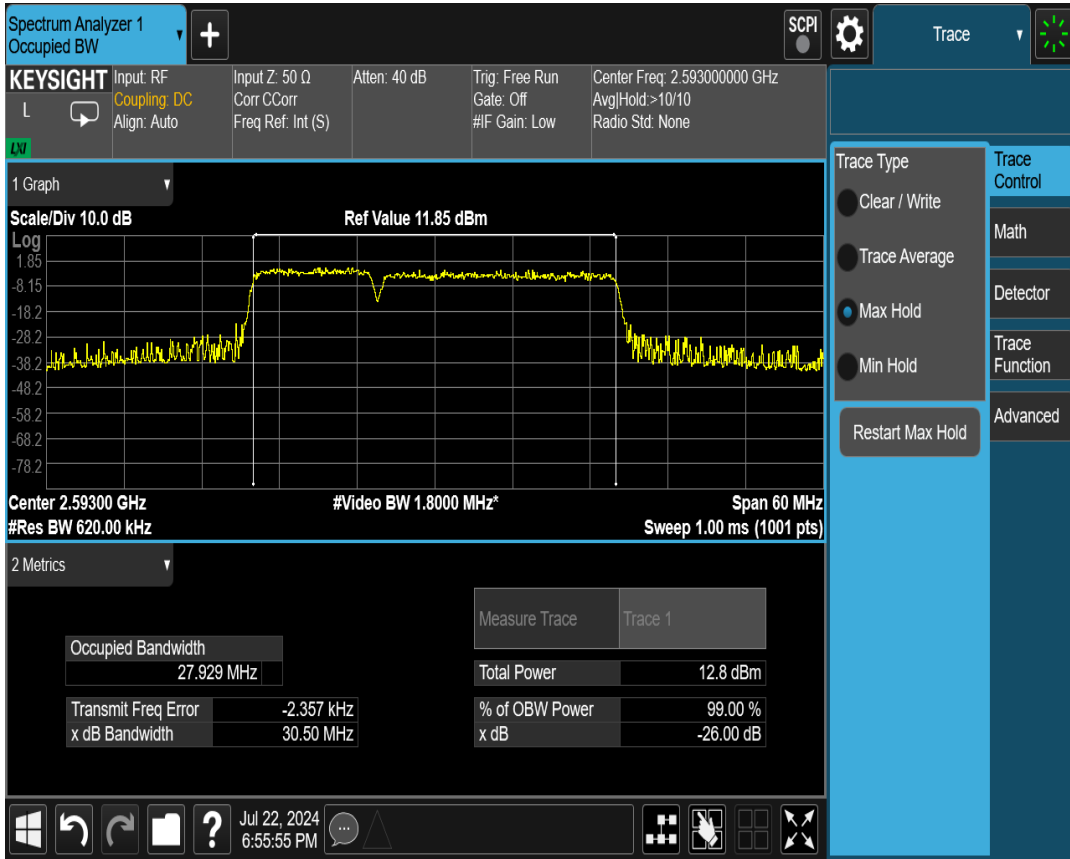 Spectrum Analyzer 1
Occupied BW
+
SCPI
Trace
KEYSIGHT
L
LXI
Input: RF
Coupling: DC
Align: Auto
Input Z: 50 Ω
Corr CCorr
Freq Ref: Int (S)
Atten: 40 dB
Trig: Free Run
Gate: Off
#IF Gain: Low
Center Freq: 2.593000000 GHz
Avg|Hold:>10/10
Radio Std: None
1 Graph
Scale/Div 10.0 dB
Ref Value 11.85 dBm
Log
1.85
-8.15
-18.2
-28.2
-38.2
-48.2
-58.2
-68.2
-78.2
Center 2.59300 GHz
#Video BW 1.8000 MHz*
Span 60 MHz
#Res BW 620.00 kHz
Sweep 1.00 ms (1001 pts)
2 Metrics
Measure Trace
Trace 1
Occupied Bandwidth
27.929 MHz
Total Power
12.8 dBm
Transmit Freq Error
-2.357 kHz
% of OBW Power
99.00 %
x dB Bandwidth
30.50 MHz
x dB
-26.00 dB
Trace Type
Clear / Write
Trace Average
Max Hold
Min Hold
Restart Max Hold
Trace
Control
Math
Detector
Trace
Function
Advanced
?
Jul 22, 2024
6:55:55 PM